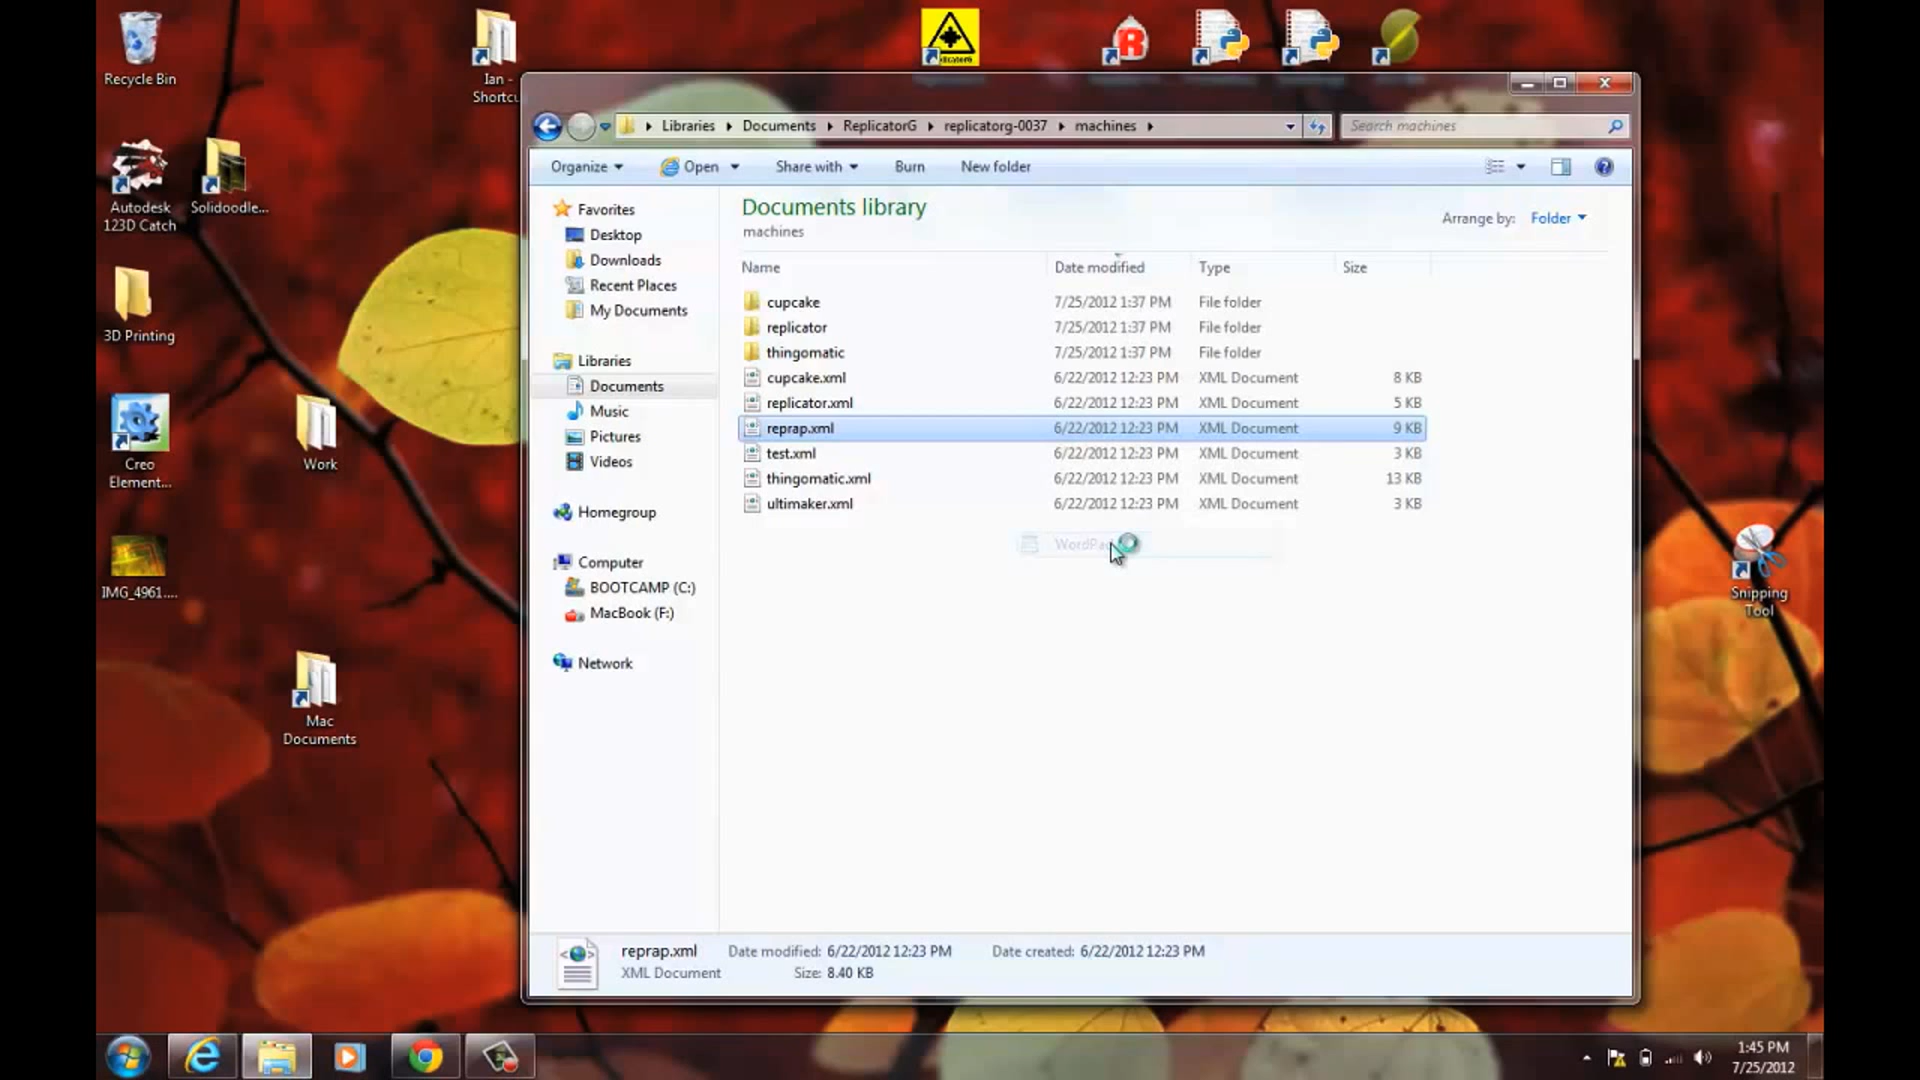 Recycle Bin
Ian -
Shortcu
Autodesk
123D Catch
Solidoodle...
3D Printing
Creo
Element...
Work
IMG_4961....
Mac
Documents
Snipping
Tool
R
Libraries
Documents
ReplicatorG
replicatorg-0037
machines
Search machines
Organize
Open
Share with
Burn
New folder
Favorites
Desktop
Downloads
Recent Places
My Documents
Libraries
Documents
Music
Pictures
Videos
Homegroup
Computer
BOOTCAMP (C:)
MacBook (F:)
Network
Documents library
machines
Arrange by: Folder
Name Date modified Type Size
cupcake 7/25/2012 1:37 PM File folder
replicator 7/25/2012 1:37 PM File folder
thingomatic 7/25/2012 1:37 PM File folder
cupcake.xml 6/22/2012 12:23 PM XML Document 8 KB
replicator.xml 6/22/2012 12:23 PM XML Document 5 KB
reprap.xml 6/22/2012 12:23 PM XML Document 9 KB
test.xml 6/22/2012 12:23 PM XML Document 3 KB
thingomatic.xml 6/22/2012 12:23 PM XML Document 13 KB
ultimaker.xml 6/22/2012 12:23 PM XML Document 3 KB
reprap.xml Date modified: 6/22/2012 12:23 PM Date created: 6/22/2012 12:23 PM
XML Document Size: 8.40 KB
1:45 PM
7/25/2012